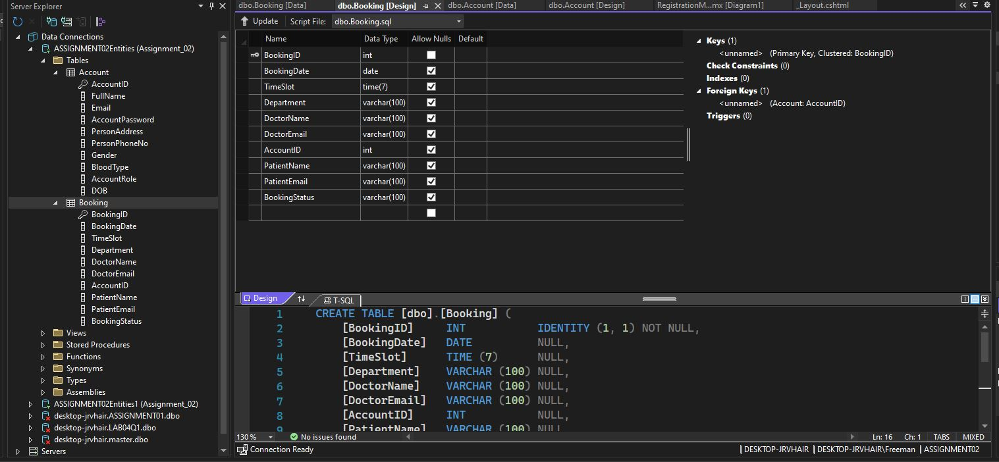 Server Explorer
ASSIGNMENT02Entities (Assignment_02)
Data Connections
Tables
Account
AccountID
FullName
Email
AccountPassword
PersonAddress
PersonPhoneNo
Gender
BloodType
AccountRole
DOB
Booking
BookingID
BookingDate
TimeSlot
Department
DoctorName
DoctorEmail
AccountID
PatientName
PatientEmail
BookingStatus
Views
Stored Procedures
Functions
Synonyms
Types
Assemblies
ASSIGNMENT02Entities1 (Assignment_02)
desktop-jrvhair.ASSIGNMENT01.dbo
desktop-jrvhair.LAB04Q1.dbo
desktop-jrvhair.master.dbo
Servers
dbo.Booking [Data] dbo.Booking [Design] dbo.Account [Data] dbo.Account [Design] RegistrationM...mx [Diagram1] _Layout.cshtml
Update Script File: dbo.Booking.sql
Name Data Type Allow Nulls Default
BookingID int
BookingDate date
TimeSlot time(7)
Department varchar(100)
DoctorName varchar(100)
DoctorEmail varchar(100)
AccountID int
PatientName varchar(100)
PatientEmail varchar(100)
BookingStatus varchar(100)
Keys (1)
<unnamed> (Primary Key, Clustered: BookingID)
Check Constraints (0)
Indexes (0)
Foreign Keys (1)
<unnamed> (Account: AccountID)
Triggers (0)
Design T-SQL
1 CREATE TABLE [dbo].[Booking] (
2 [BookingID] INT IDENTITY (1, 1) NOT NULL,
3 [BookingDate] DATE NULL,
4 [TimeSlot] TIME (7) NULL,
5 [Department] VARCHAR (100) NULL,
6 [DoctorName] VARCHAR (100) NULL,
7 [DoctorEmail] VARCHAR (100) NULL,
8 [AccountID] INT NULL,
9 [PatientName] VARCHAR (100) NULL
130 % No issues found Ln: 16 Ch: 1 TABS MIXED
Connection Ready DESKTOP-JRVHAIR DESKTOP-JRVHAIR\Freeman ASSIGNMENT02